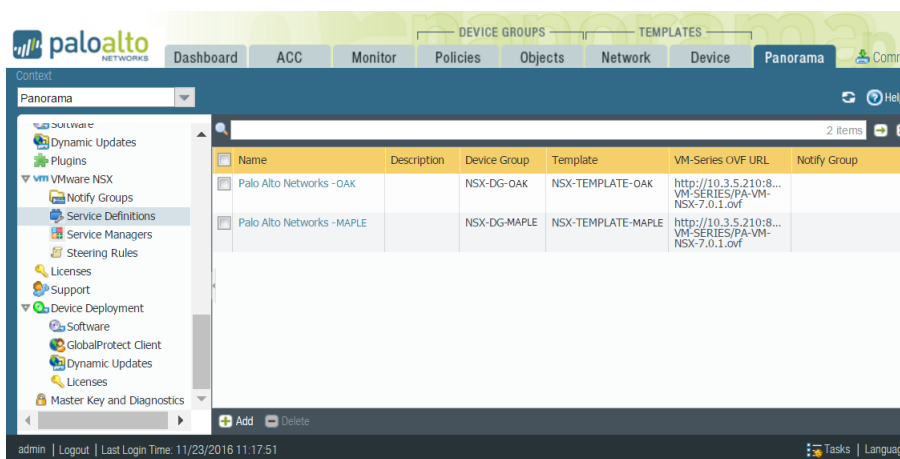 panorama
paloalto
NETWORKS
DEVICE GROUPS
TEMPLATES
Dashboard ACC Monitor Policies Objects Network Device Panorama Comm
Context
Panorama
Help
2 items
Software
Dynamic Updates
Plugins
vm VMware NSX
Notify Groups
Service Definitions
Service Managers
Steering Rules
Licenses
Support
Device Deployment
Software
GlobalProtect Client
Dynamic Updates
Licenses
Master Key and Diagnostics
Name Description Device Group Template VM-Series OVF URL Notify Group
Palo Alto Networks -OAK NSX-DG-OAK NSX-TEMPLATE-OAK http://10.3.5.210:8...
VM-SERIES/PA-VM-
NSX-7.0.1.ovf
Palo Alto Networks -MAPLE NSX-DG-MAPLE NSX-TEMPLATE-MAPLE http://10.3.5.210:8...
VM-SERIES/PA-VM-
NSX-7.0.1.ovf
Add Delete
admin | Logout | Last Login Time: 11/23/2016 11:17:51
Tasks | Languag